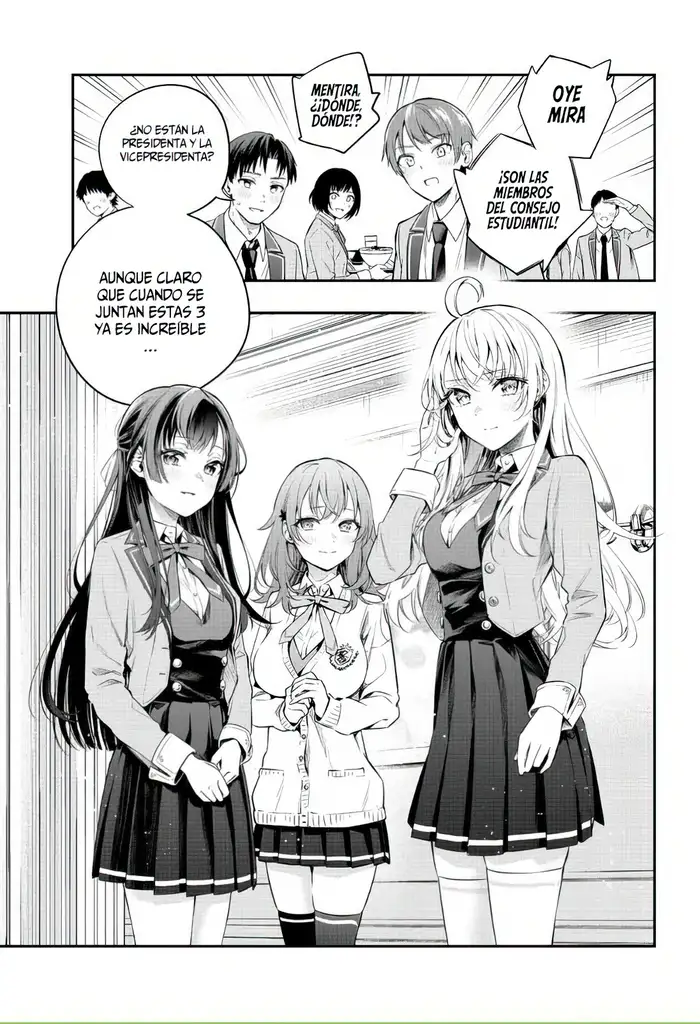 OYE
MIRA
¡SON LAS
MIEMBROS
DEL CONSEJO
ESTUDIANTIL!
MENTIRA,
¿¡DÓNDE,
DÓNDE!?
¿NO ESTÁN LA
PRESIDENTA Y LA
VICEPRESIDENTA?
AUNQUE CLARO
QUE CUANDO SE
JUNTAN ESTAS 3
YA ES INCREÍBLE
...